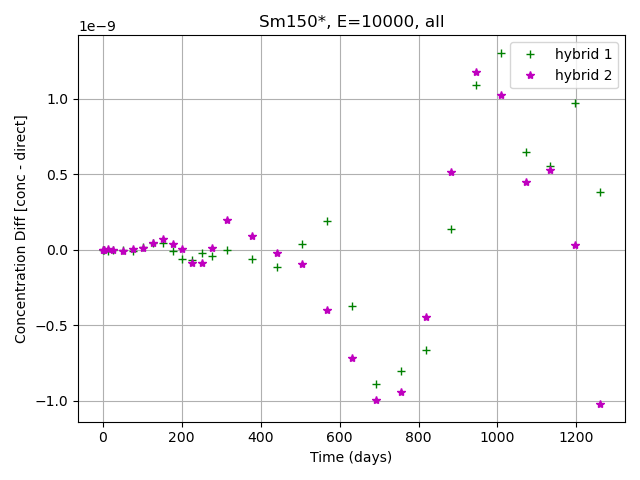 Sm150*, E=10000, all
1e−9
hybrid 1
hybrid 2
1.0
0.5
0.0
−0.5
−1.0
Concentration Diff [conc - direct]
0 200 400 600 800 1000 1200
Time (days)